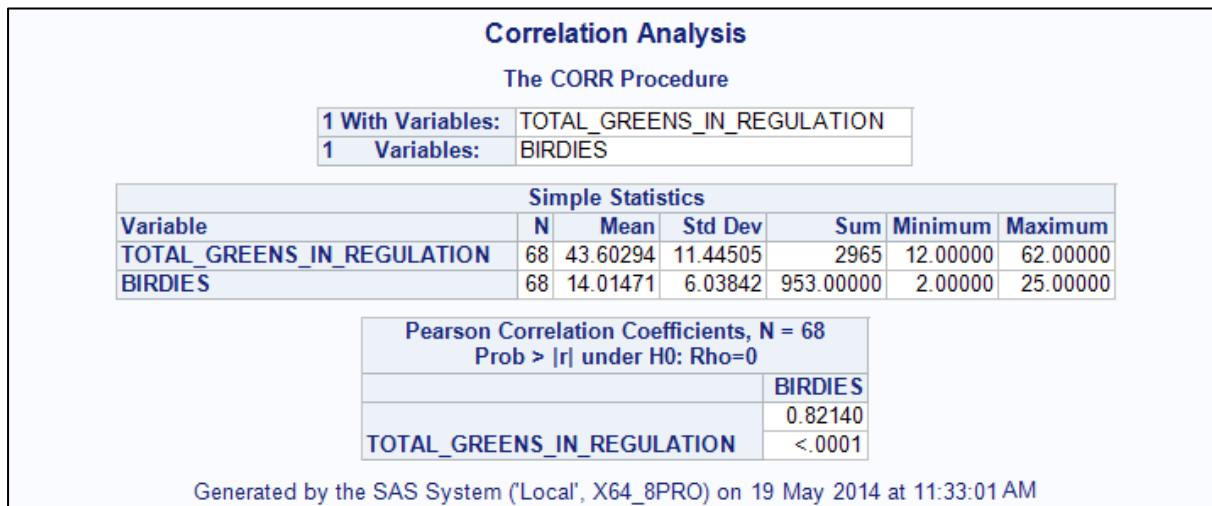 Correlation Analysis
The CORR Procedure
1 With Variables: TOTAL_GREENS_IN_REGULATION
1 Variables: BIRDIES
Simple Statistics
Variable N Mean Std Dev Sum Minimum Maximum
TOTAL_GREENS_IN_REGULATION 68 43.60294 11.44505 2965 12.00000 62.00000
BIRDIES 68 14.01471 6.03842 953.00000 2.00000 25.00000
Pearson Correlation Coefficients, N = 68
Prob > |r| under H0: Rho=0
BIRDIES
0.82140
TOTAL_GREENS_IN_REGULATION <.0001
Generated by the SAS System ('Local', X64_8PRO) on 19 May 2014 at 11:33:01 AM